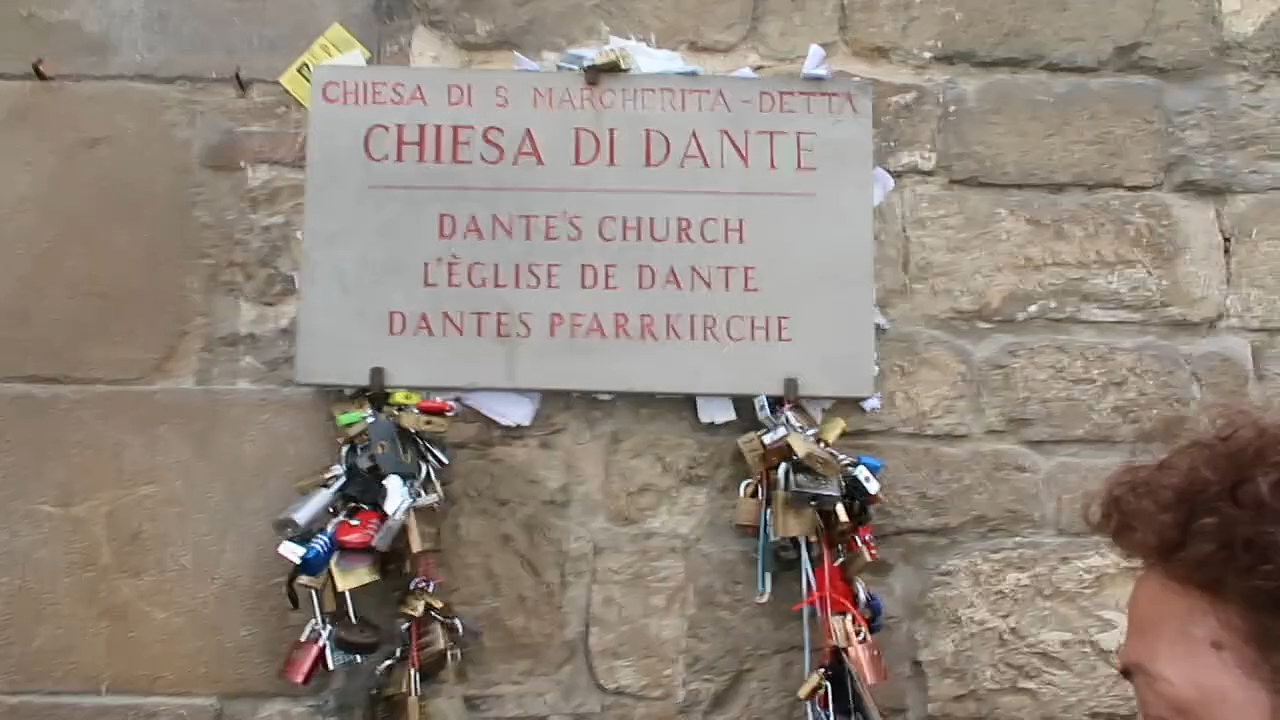 CHIESA DI S MARGHERITA-DETTA
CHIESA DI DANTE
DANTE'S CHURCH
L'ÈGLISE DE DANTE
DANTES PFARRKIRCHE